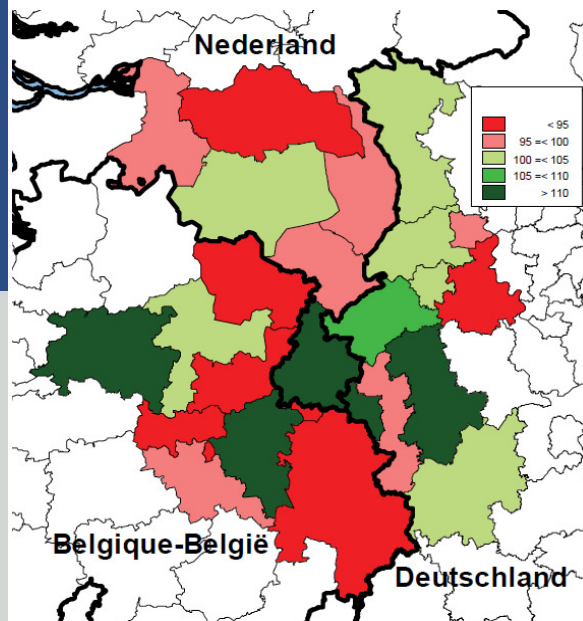 Nederland
< 95
95 =< 100
100 =< 105
105 =< 110
> 110
Belgique-België
Deutschland